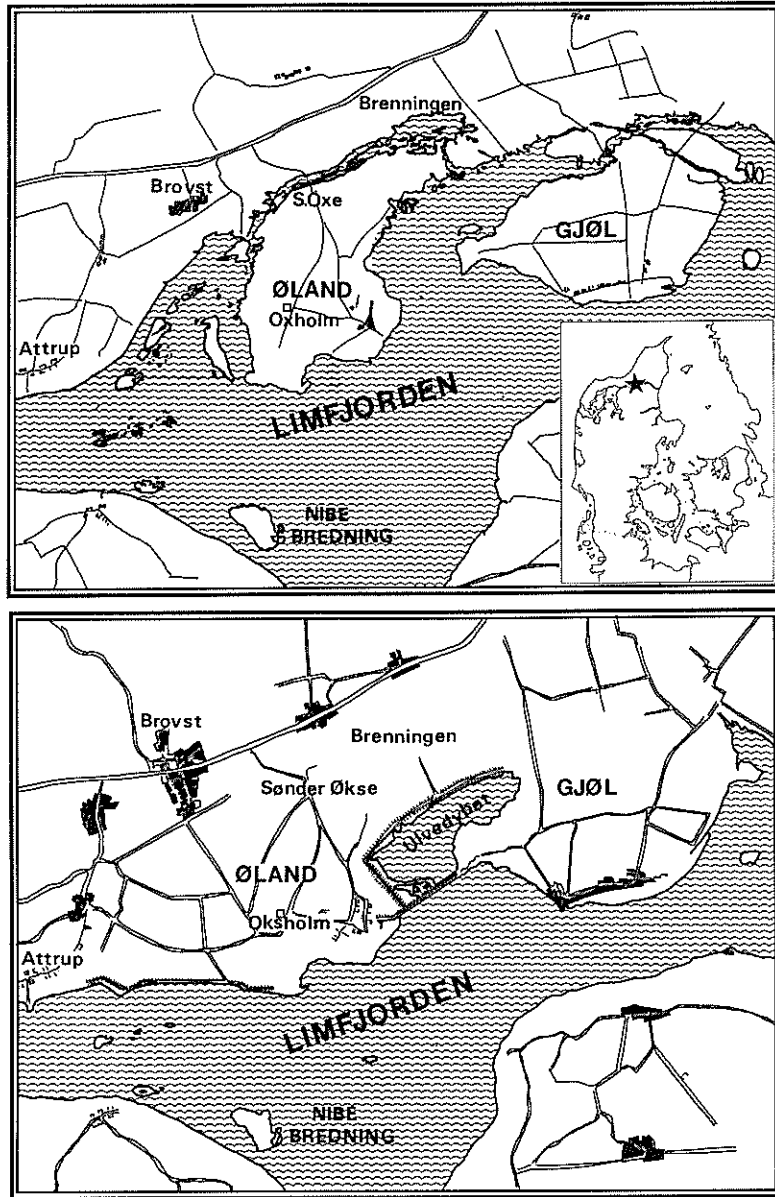 Brenningen
Brovst
S.Oxe
GJØL
ØLAND
Oxholm
Attrup
LIMFJORDEN
NIBE
BREDNING
Brovst
Brenningen
Sønder Økse
GJØL
Ulvedybet
ØLAND
Oksholm
Attrup
LIMFJORDEN
NIBE
BREDNING